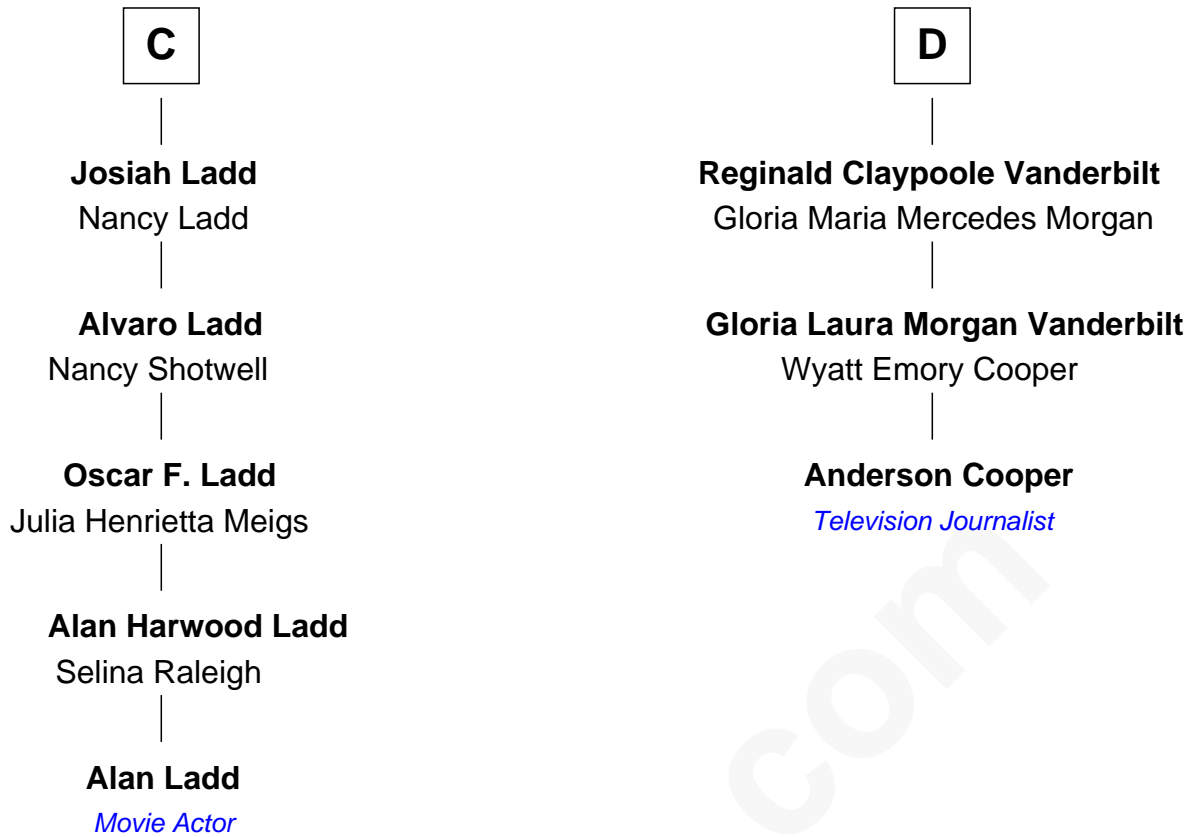 C
Josiah Ladd
Nancy Ladd
Alvaro Ladd
Nancy Shotwell
Oscar F. Ladd
Julia Henrietta Meigs
Alan Harwood Ladd
Selina Raleigh
Alan Ladd
Movie Actor
D
Reginald Claypoole Vanderbilt
Gloria Maria Mercedes Morgan
Gloria Laura Morgan Vanderbilt
Wyatt Emory Cooper
Anderson Cooper
Television Journalist
com